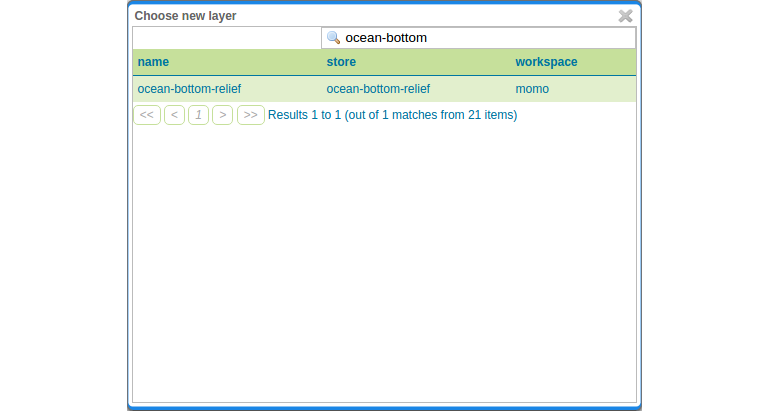 Choose new layer
ocean-bottom
name store workspace
ocean-bottom-relief ocean-bottom-relief momo
<< < 1 > >> Results 1 to 1 (out of 1 matches from 21 items)